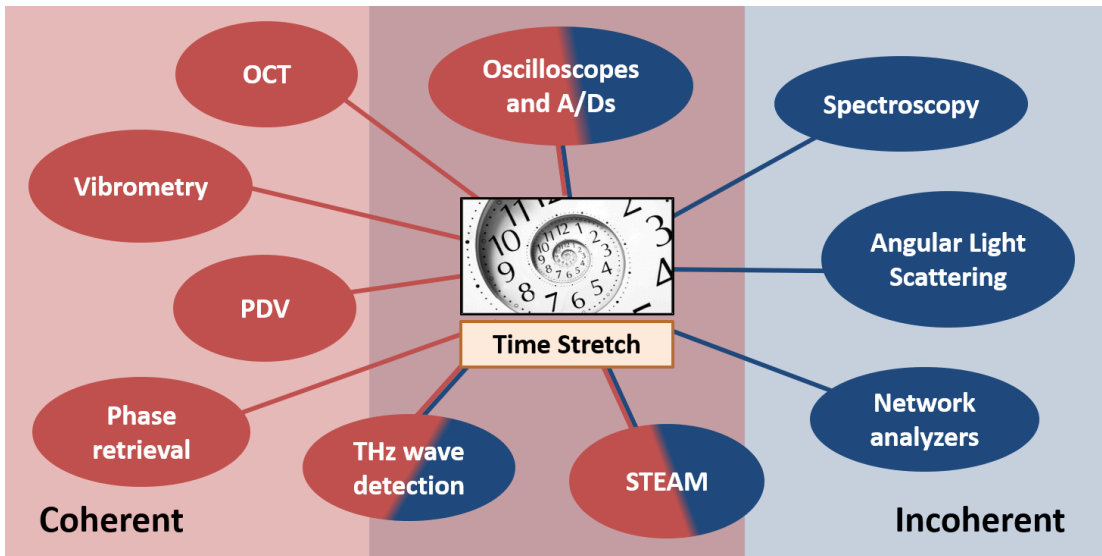 OCT
Oscilloscopes
and A/Ds
Spectroscopy
Vibrometry
Angular Light
Scattering
PDV
Time Stretch
Phase
retrieval
THz wave
detection
STEAM
Network
analyzers
Coherent
Incoherent